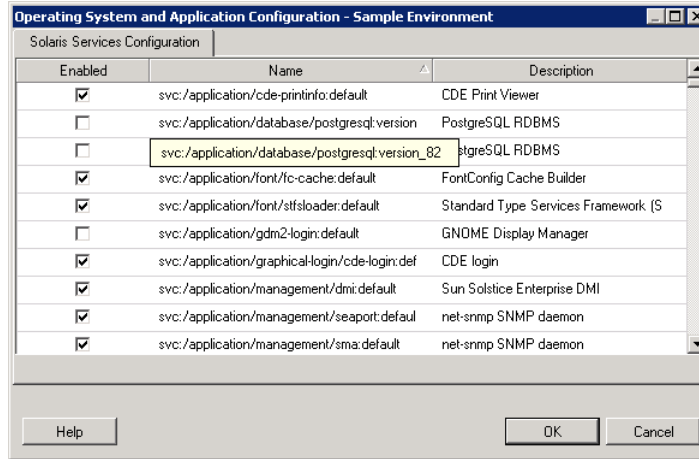 Operating System and Application Configuration - Sample Environment
Solaris Services Configuration
Enabled Name Description
svc:/application/cde-printinfo:default CDE Print Viewer
svc:/application/database/postgresql:version PostgreSQL RDBMS
svc:/application/database/postgresql:version_82 stgreSQL RDBMS
svc:/application/font/fc-cache:default FontConfig Cache Builder
svc:/application/font/stfsloader:default Standard Type Services Framework (S
svc:/application/gdm2-login:default GNOME Display Manager
svc:/application/graphical-login/cde-login:def CDE login
svc:/application/management/dmi:default Sun Solstice Enterprise DMI
svc:/application/management/seaport:defaul net-snmp SNMP daemon
svc:/application/management/sma:default net-snmp SNMP daemon
Help OK Cancel